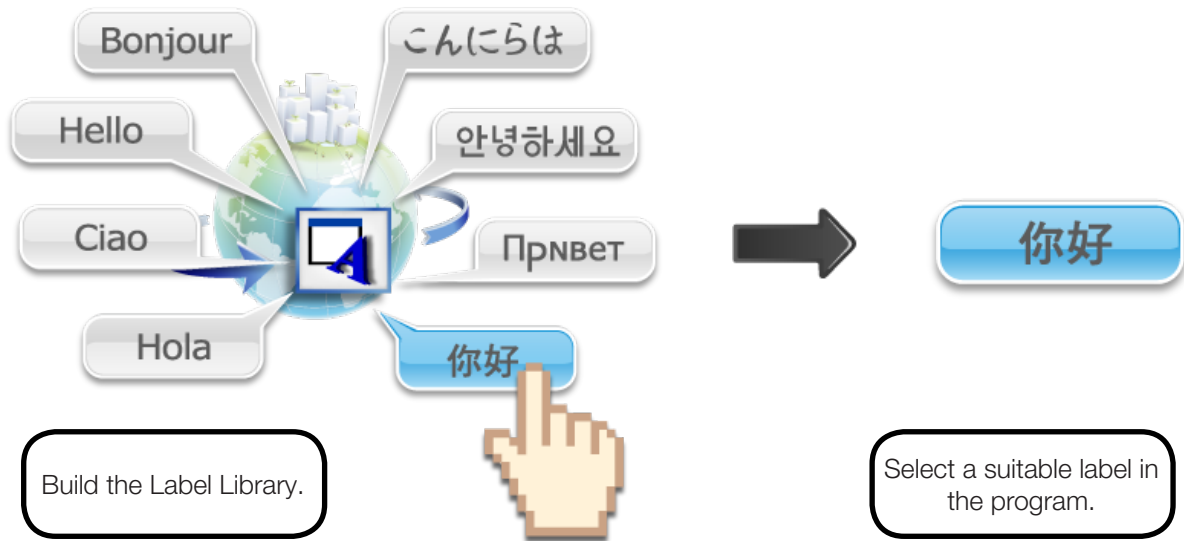 Bonjour
こんにらは
Hello
안녕하세요
Ciao
ПрNвет
Hola
你好
你好
Build the Label Library.
Select a suitable label in
the program.